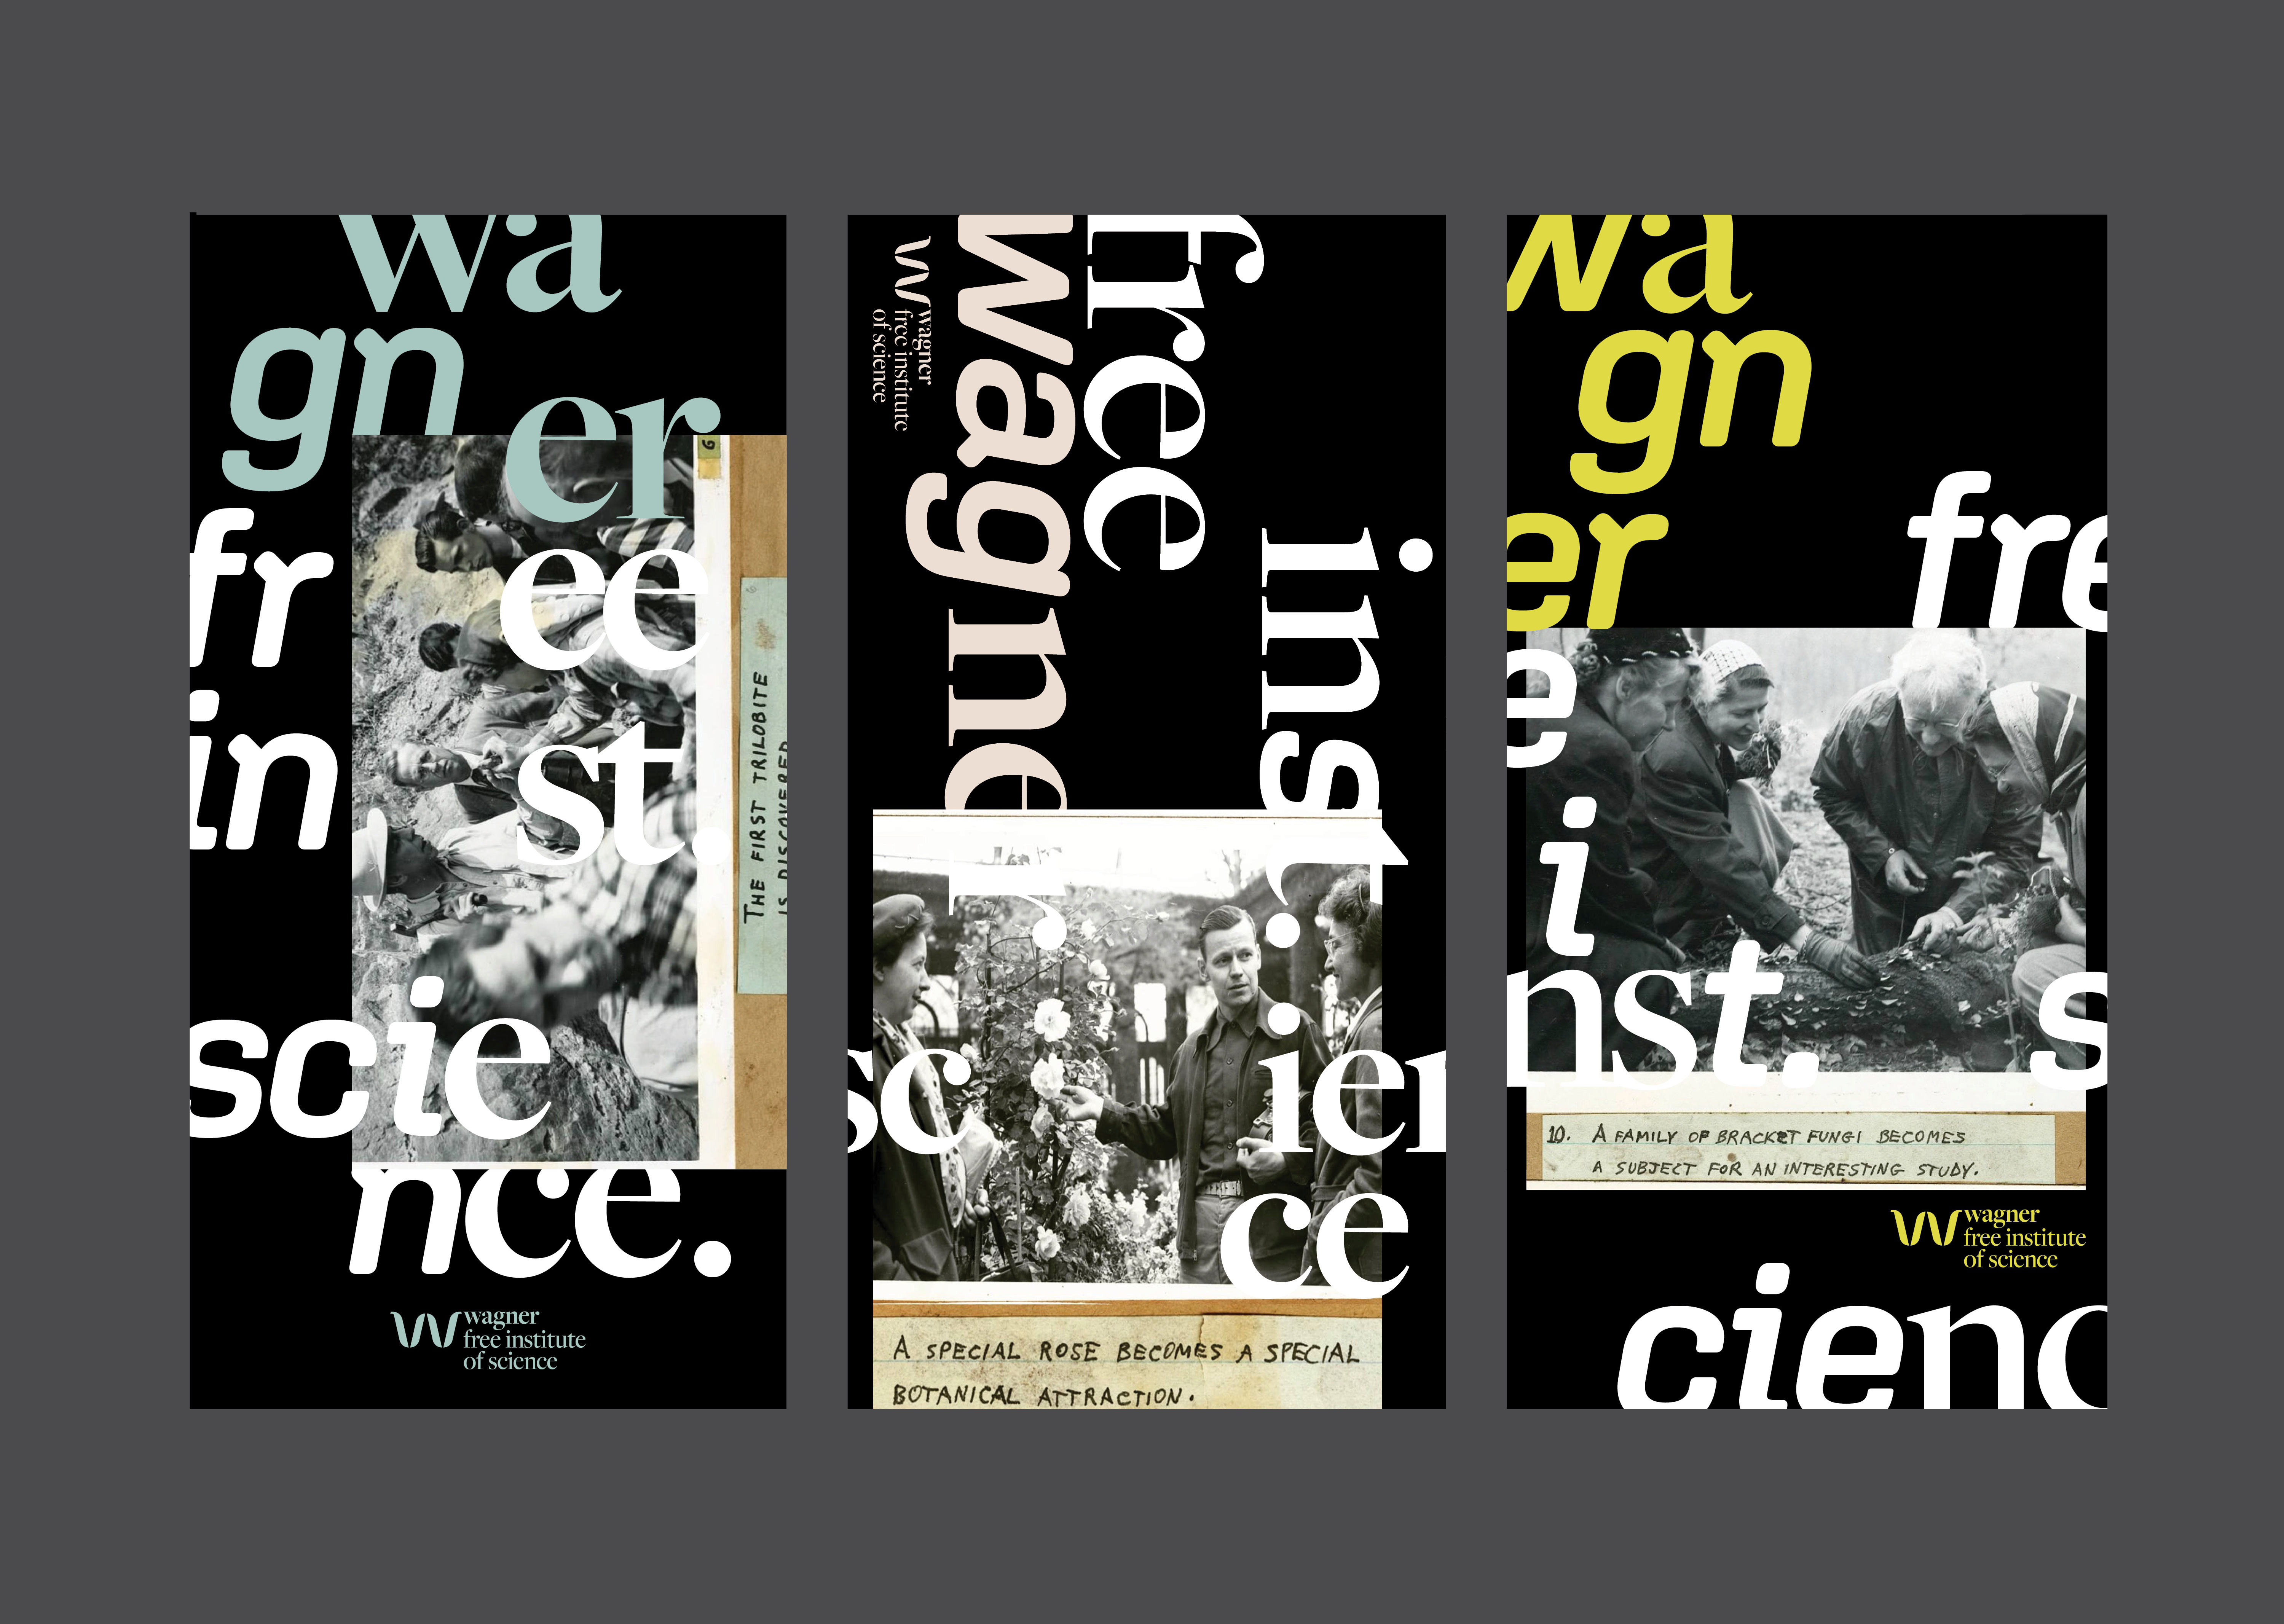 wa
gn
er
fr ee
in st.
scie
nce.
G
THE FIRST TRILOBITE
IS DISCOVERED
wagner
free institute
of science
wagner
free institute
of science
wagne
r
free
inst.
sc ien
ce
A SPECIAL ROSE BECOMES A SPECIAL
BOTANICAL ATTRACTION.
wa
gn
er
fre
e
i
nst. s
10. A FAMILY OF BRACKET FUNGI BECOMES
A SUBJECT FOR AN INTERESTING STUDY.
wagner
free institute
of science
cienc